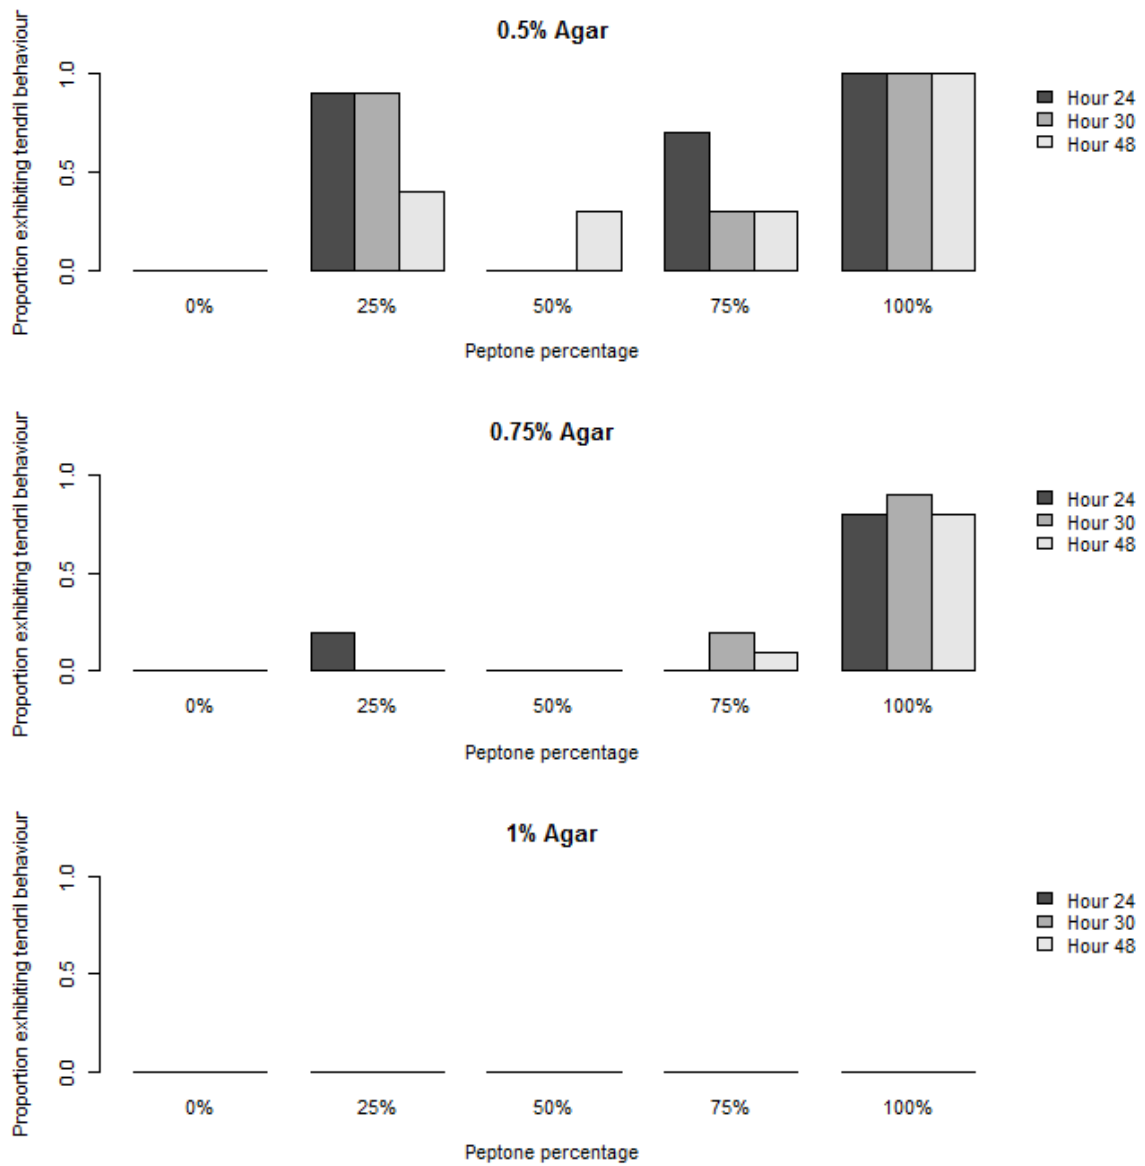 0.5% Agar
Proportion exhibiting tendril behaviour
1.0
0.5
0.0
Hour 24
Hour 30
Hour 48
0% 25% 50% 75% 100%
Peptone percentage
0.75% Agar
Proportion exhibiting tendril behaviour
1.0
0.5
0.0
Hour 24
Hour 30
Hour 48
0% 25% 50% 75% 100%
Peptone percentage
1% Agar
Proportion exhibiting tendril behaviour
1.0
0.5
0.0
Hour 24
Hour 30
Hour 48
0% 25% 50% 75% 100%
Peptone percentage